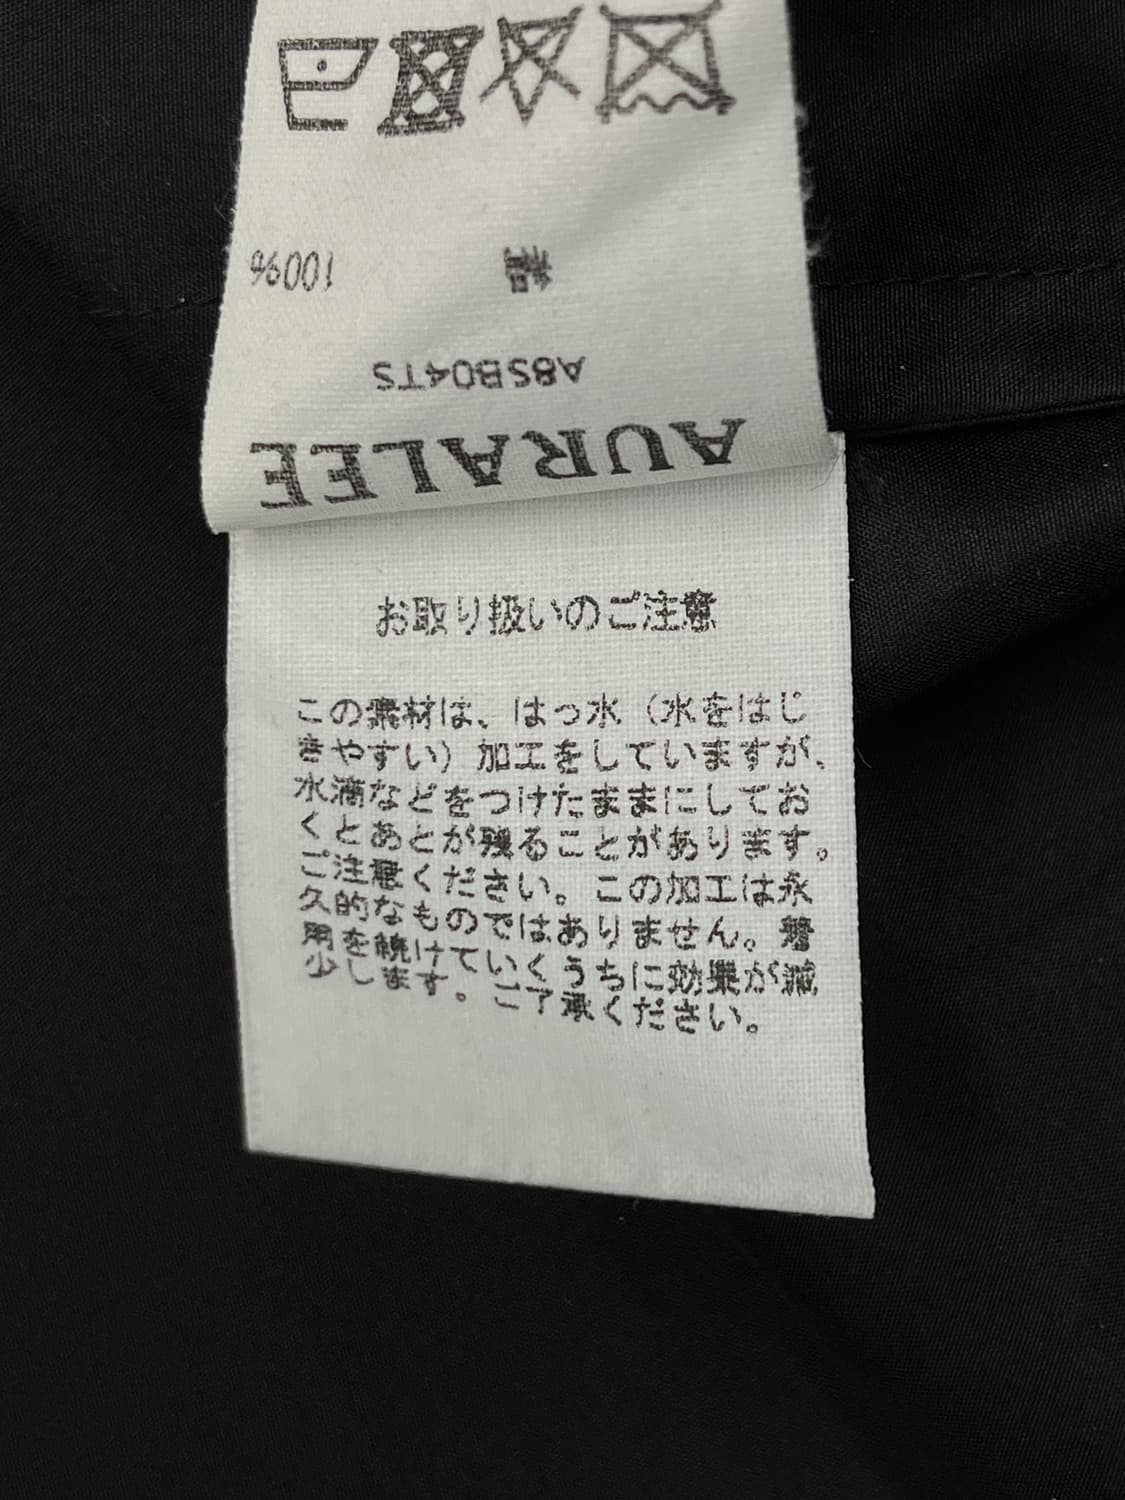 AURALEE
A8SB04TS
綿 100%
お取り扱いのご注意
この素材は、はっ水（水をはじ
きやすい）加工をしていますが、
水滴などをつけたままにしてお
くとあとが残ることがあります。
ご注意ください。この加工は永
久的なものではありません。着
用を続けていくうちに効果が減
少します。ご了承ください。